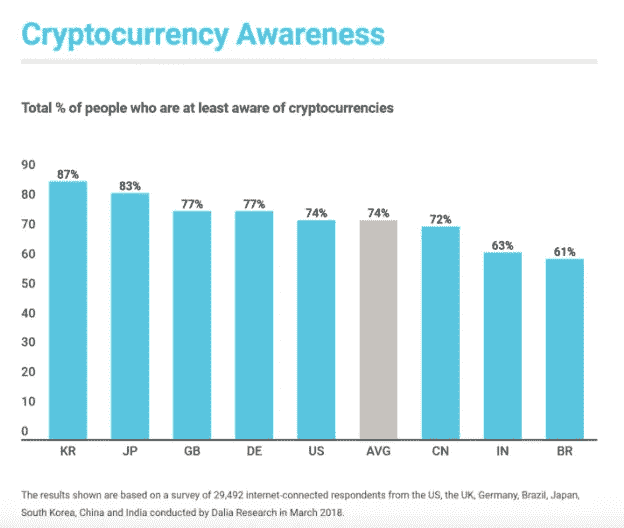 Cryptocurrency Awareness
Total % of people who are at least aware of cryptocurrencies
90
80
70
60
50
40
30
20
10
0
87%
83%
77%
77%
74%
74%
72%
63%
61%
KR
JP
GB
DE
US
AVG
CN
IN
BR
The results shown are based on a survey of 29,492 internet-connected respondents from the US, the UK, Germany, Brazil, Japan,
South Korea, China and India conducted by Dalia Research in March 2018.